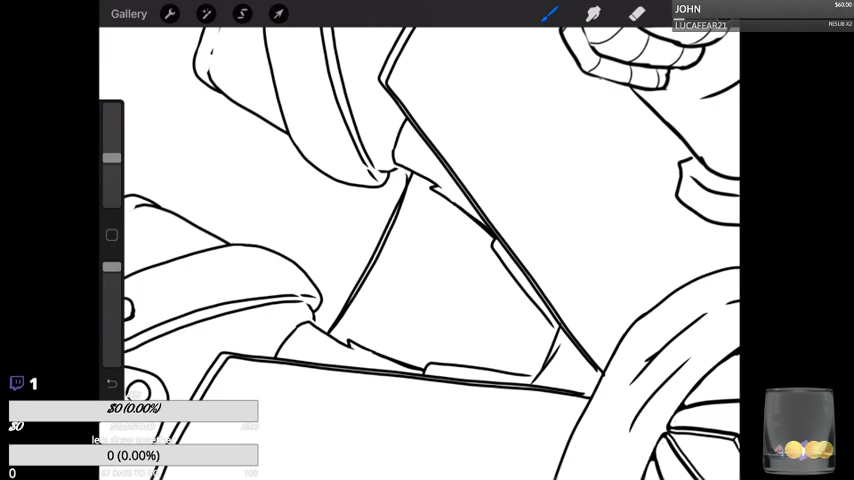 Gallery
JOHN
$60.00
LUCAFEAR21
RESUB X2
1
$0 (0.00%)
$0
0 (0.00%)
0